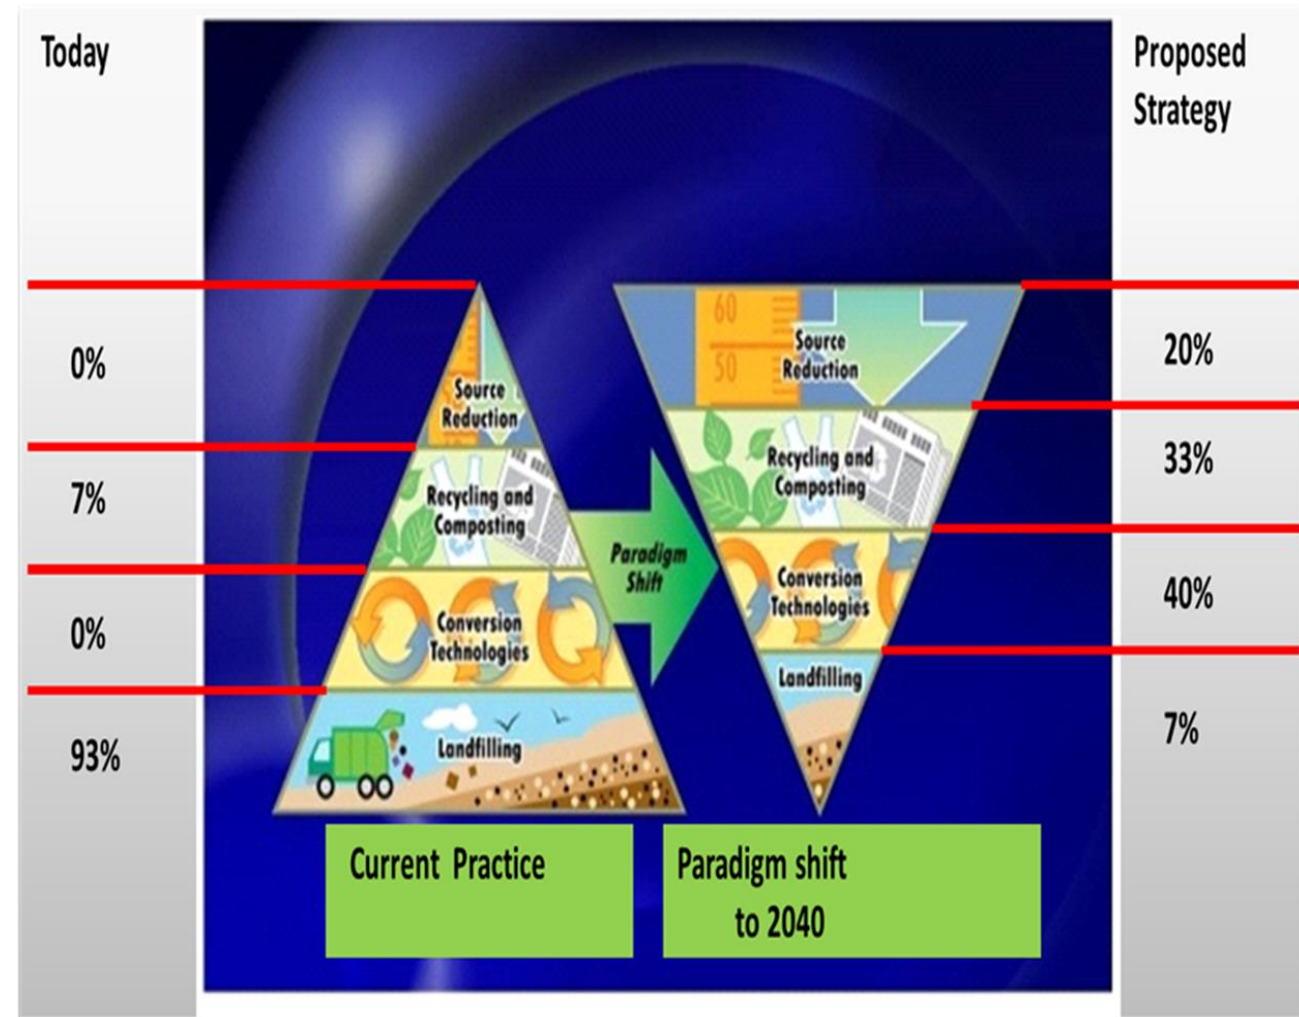 Today
0%
7%
0%
93%
Source
Reduction
Recycling and
Composting
Conversion
Technologies
Landfilling
Current Practice
Paradigm
Shift
60
50
Source
Reduction
Recycling and
Composting
Conversion
Technologies
Landfilling
Paradigm shift
to 2040
Proposed
Strategy
20%
33%
40%
7%